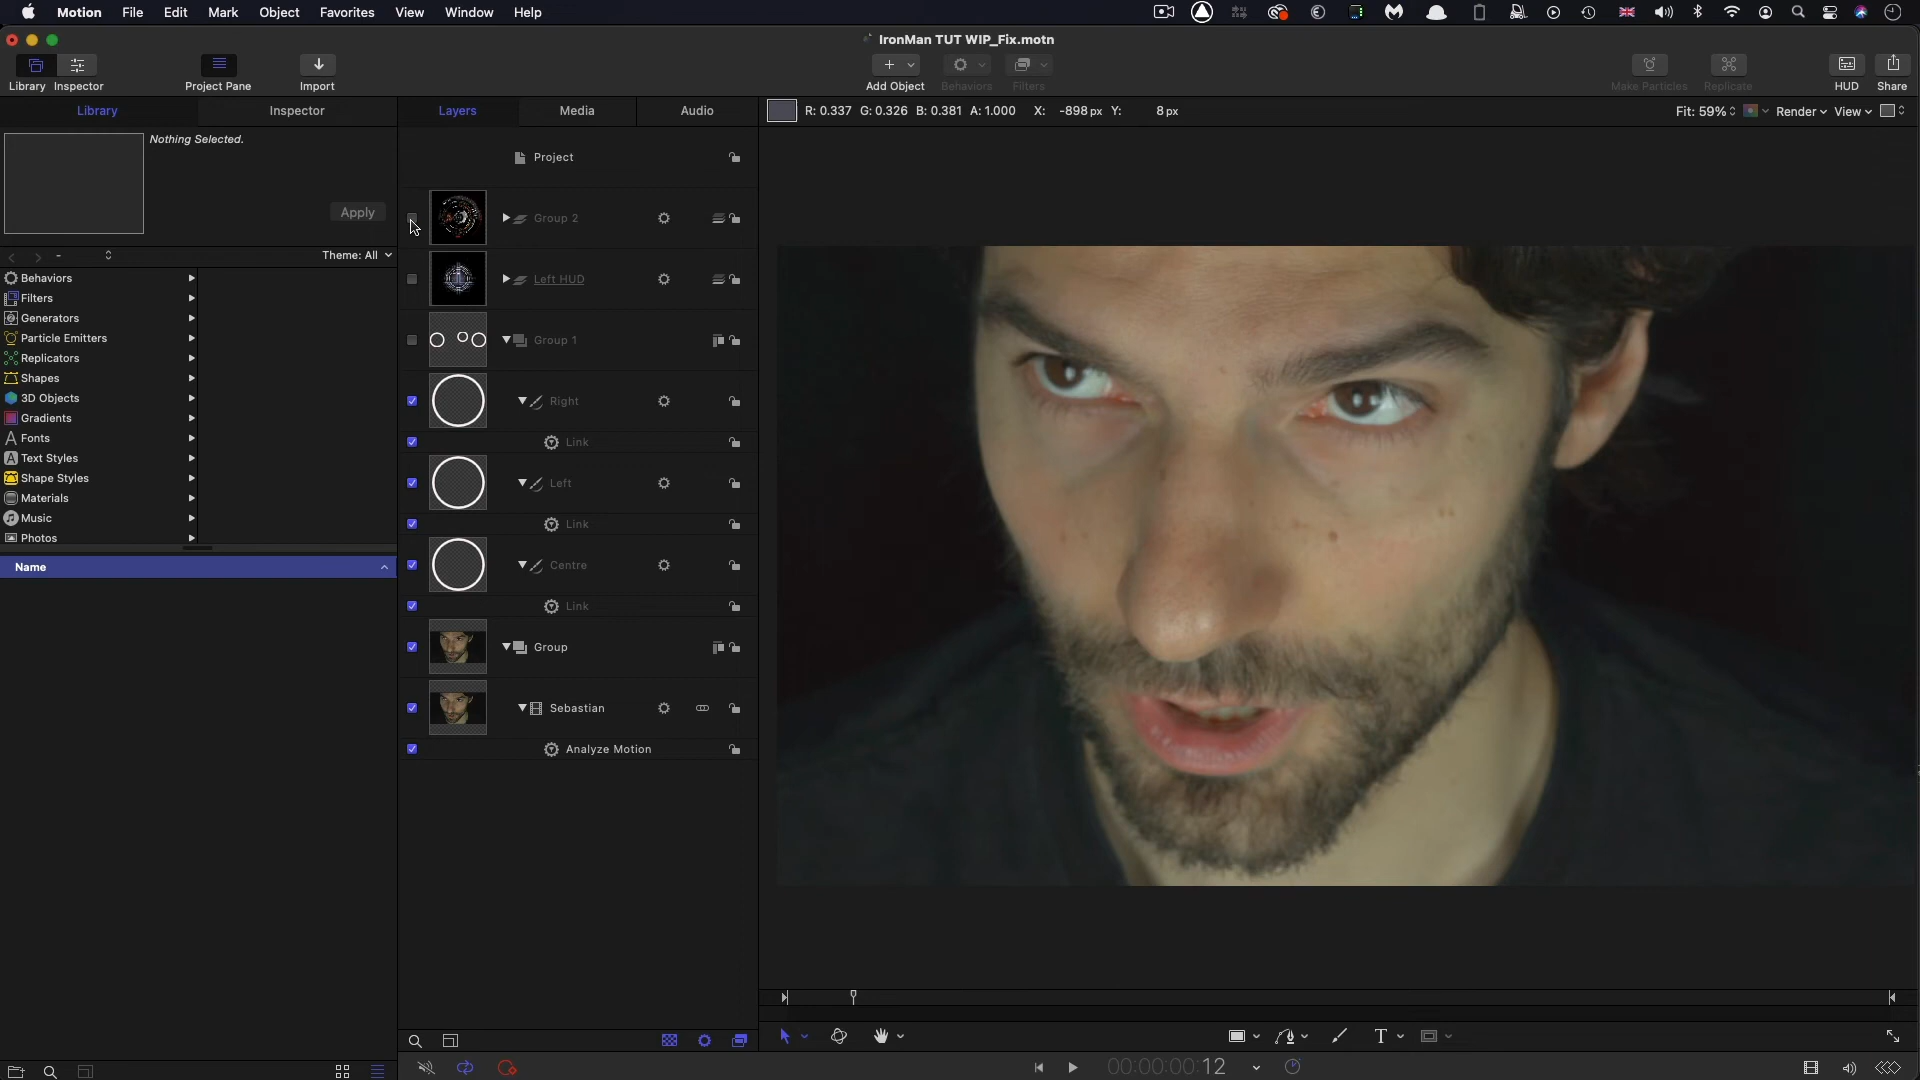 Motion File Edit Mark Object Favorites View Window Help
IronMan TUT WIP_Fix.motn
Library Inspector Project Pane Import Add Object Behaviors Filters Make Particles Replicate HUD Share
Library Inspector Layers Media Audio R: 0.337 G: 0.326 B: 0.381 A: 1.000 X: -898 px Y: 8 px Fit: 59% Render View
Nothing Selected.
Apply
- Theme: All
Behaviors
Filters
Generators
Particle Emitters
Replicators
Shapes
3D Objects
Gradients
Fonts
Text Styles
Shape Styles
Materials
Music
Photos
Name
Project
Group 2
Left HUD
Group 1
Right
Link
Left
Link
Centre
Link
Group
Sebastian
Analyze Motion
T
00:00:00:12